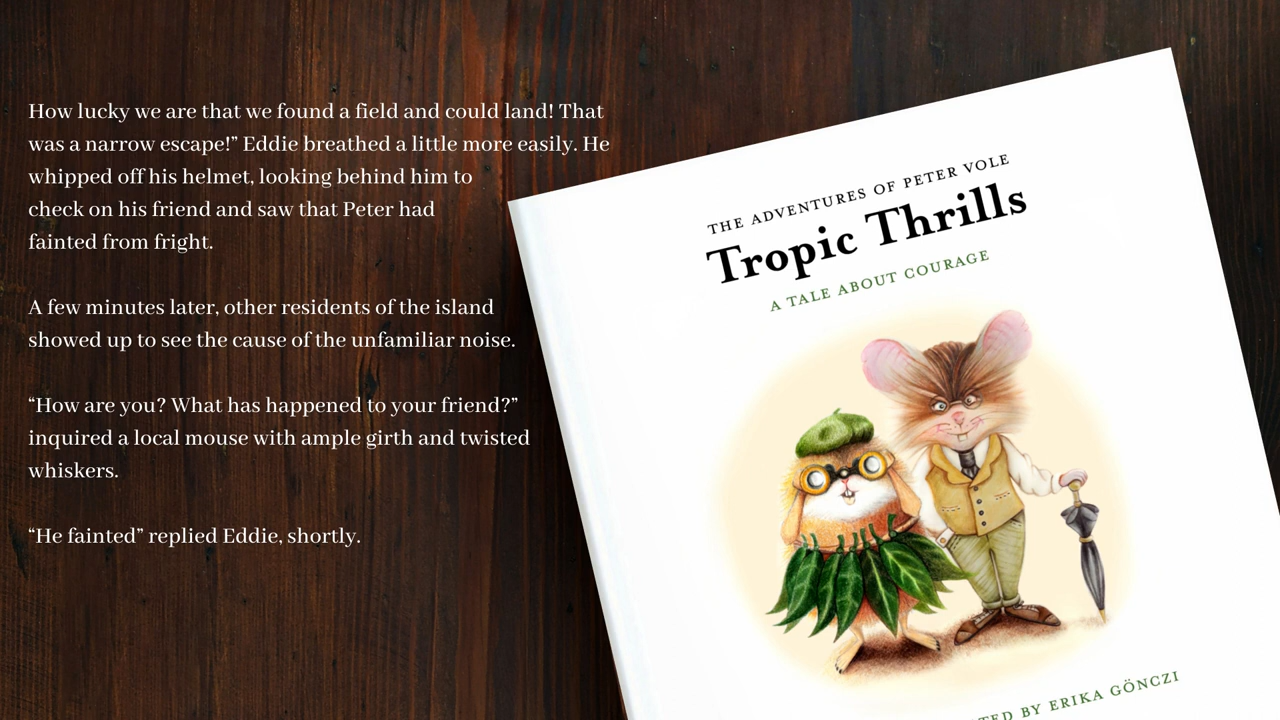 How lucky we are that we found a field and could land! That
was a narrow escape!” Eddie breathed a little more easily. He
whipped off his helmet, looking behind him to
check on his friend and saw that Peter had
fainted from fright.
A few minutes later, other residents of the island
showed up to see the cause of the unfamiliar noise.
“How are you? What has happened to your friend?”
inquired a local mouse with ample girth and twisted
whiskers.
“He fainted” replied Eddie, shortly.
THE ADVENTURES OF PETER VOLE
Tropic Thrills
A TALE ABOUT COURAGE
BY ERIKA GÖNCZI